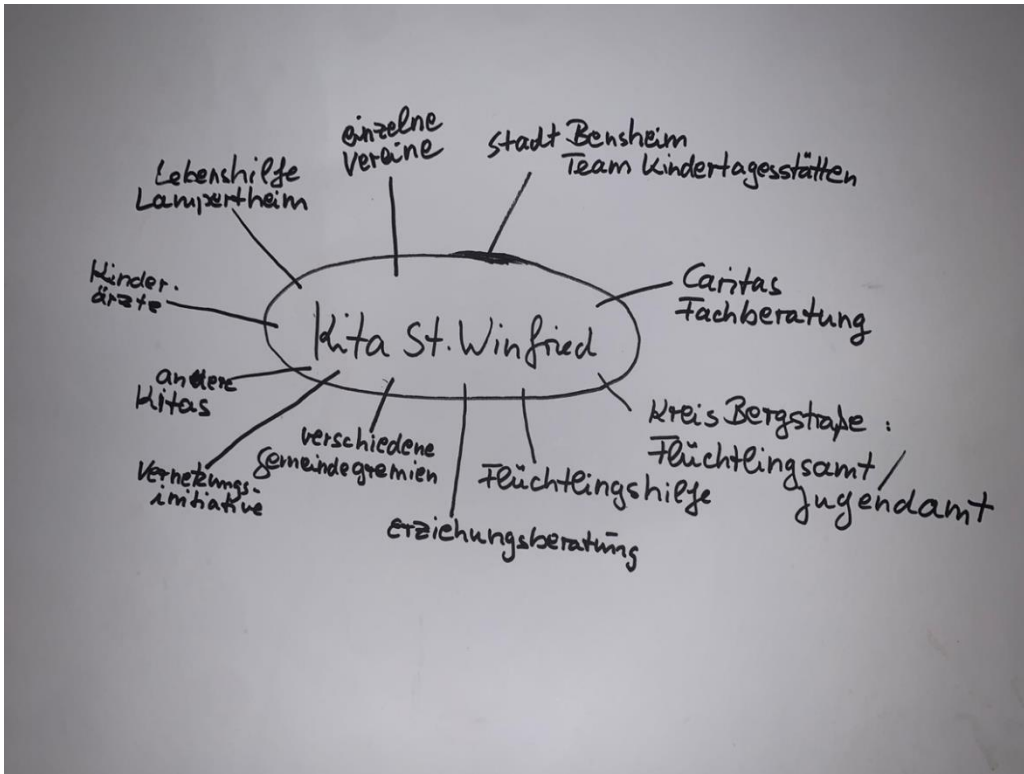 einzelne
Vereine
Stadt Bensheim
Team Kindertagesstätten
Lebenshilfe
Lampertheim
Kinder-
ärzte
Caritas
Fachberatung
Kita St. Winfried
andere
Kitas
Kreis Bergstraße:
Flüchtlingsamt /
Jugendamt
verschiedene
Gemeindegremien
Vernetzungs-
initiative
Flüchtlingshilfe
Erziehungsberatung